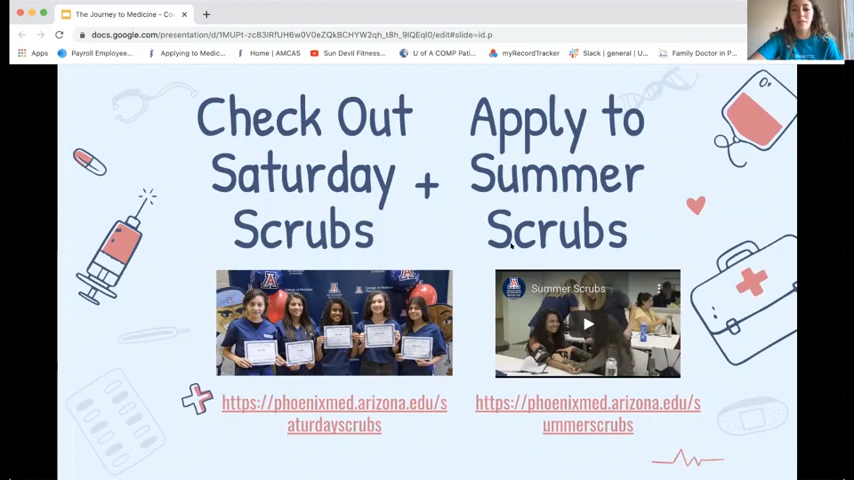 The Journey to Medicine - Co
docs.google.com/presentation/d/1MUPt-zc83IRfUH6w0V0eZQkBCHYW2qh_t8h_9iQEqI0/edit#slide=id.p
Apps
Payroll Employee...
Applying to Medic...
Home | AMCAS
Sun Devil Fitness...
U of A COMP Pati...
myRecordTracker
Slack | general | U...
Family Doctor in P...
Check Out
Saturday
Scrubs
+
Apply to
Summer
Scrubs
Summer Scrubs
https://phoenixmed.arizona.edu/s
aturdayscrubs
https://phoenixmed.arizona.edu/s
ummerscrubs